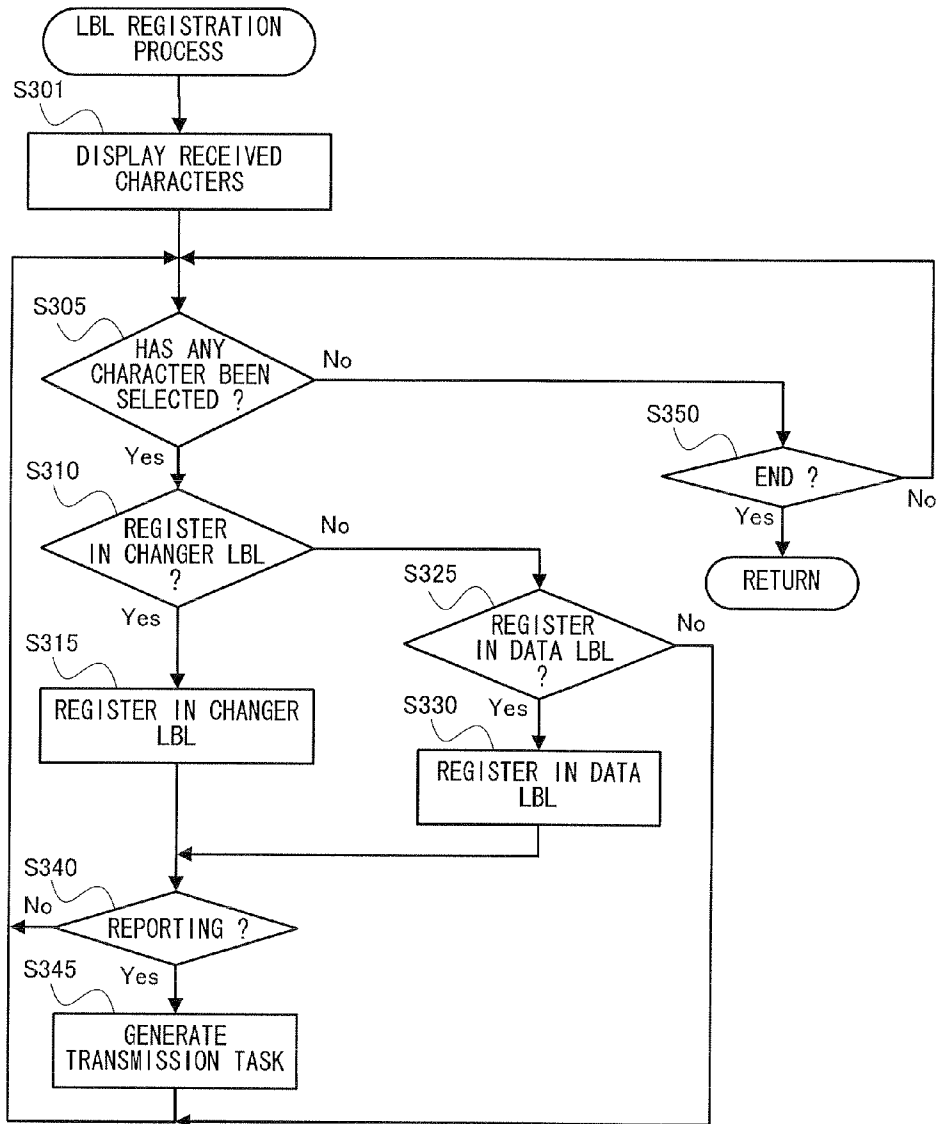 LBL REGISTRATION
PROCESS
S301
DISPLAY RECEIVED
CHARACTERS
S305
HAS ANY
CHARACTER BEEN
SELECTED ?
No
Yes
S350
END ?
No
Yes
RETURN
S310
REGISTER
IN CHANGER LBL
?
No
Yes
S325
REGISTER
IN DATA LBL
?
No
Yes
S315
REGISTER IN CHANGER
LBL
S330
REGISTER IN DATA
LBL
S340
No
REPORTING ?
Yes
S345
GENERATE
TRANSMISSION TASK